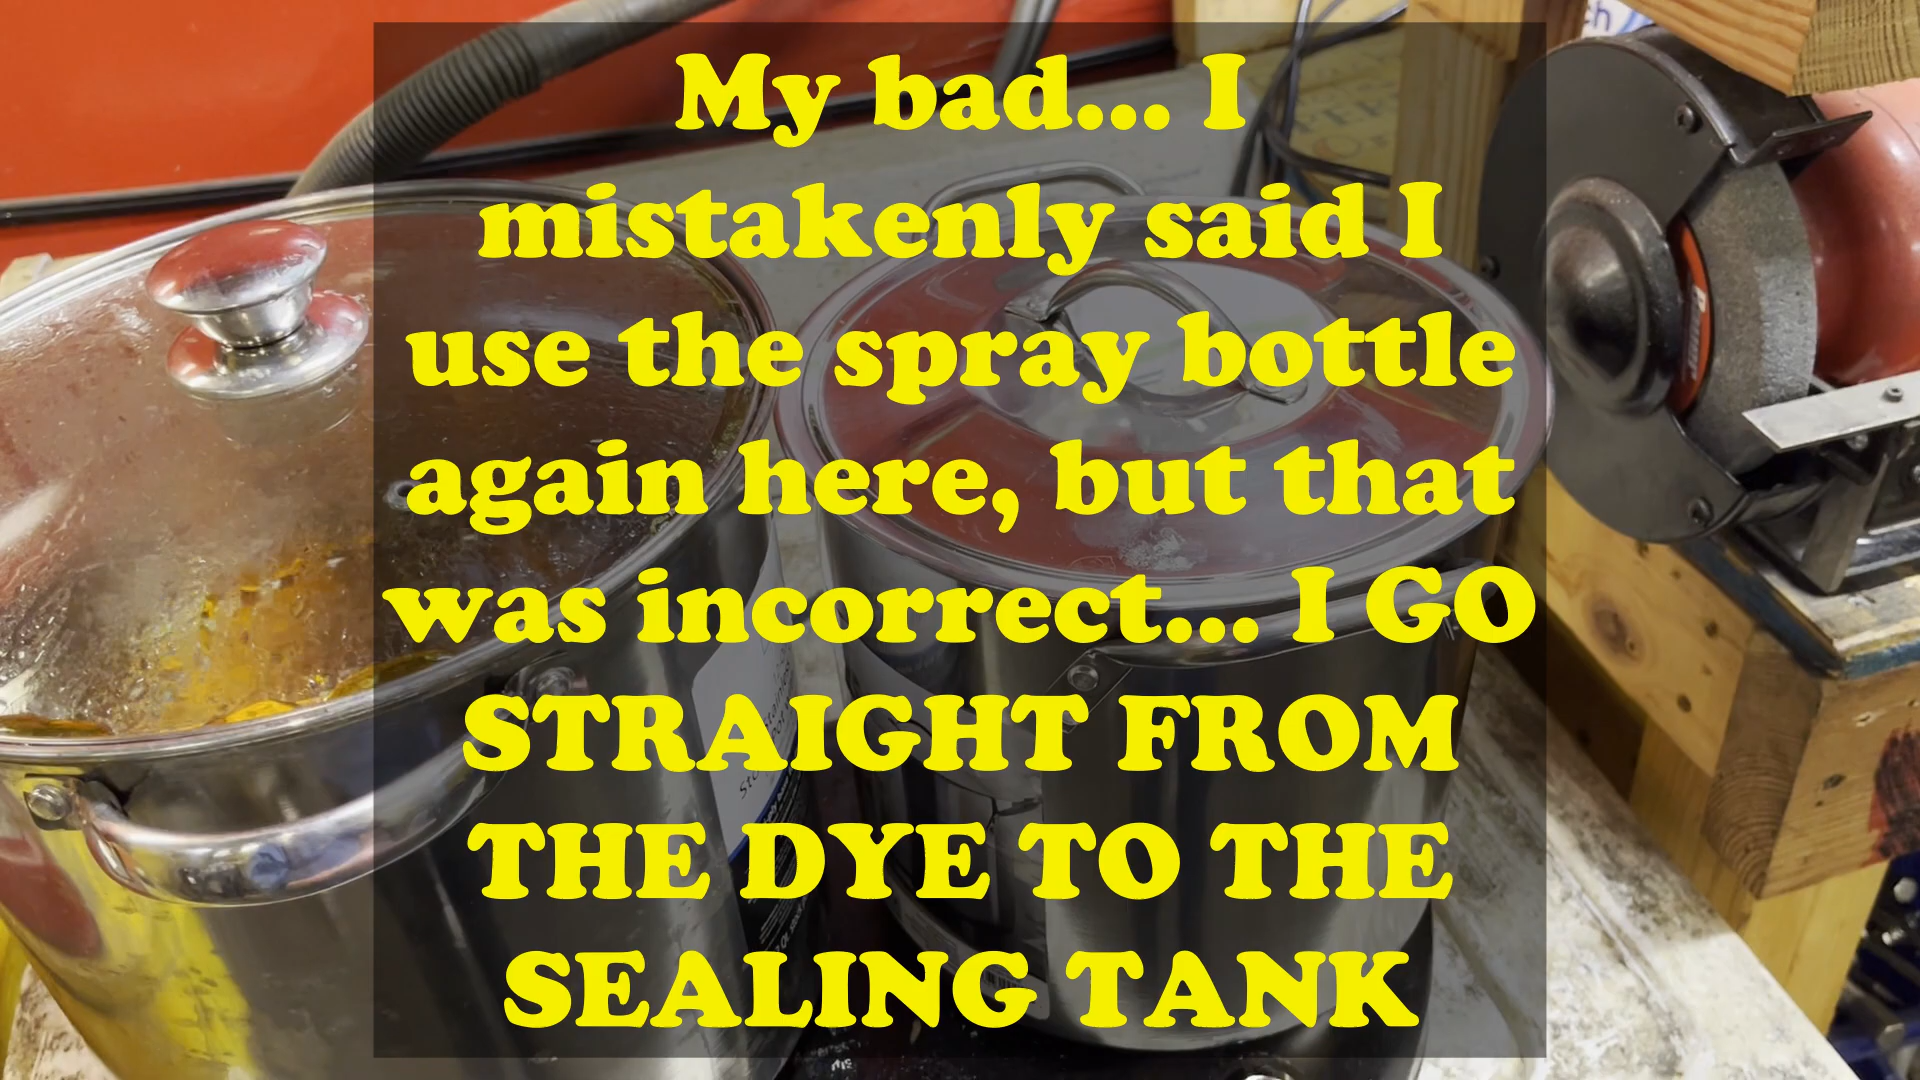 My bad... I
mistakenly said I
use the spray bottle
again here, but that
was incorrect... I GO
STRAIGHT FROM
THE DYE TO THE
SEALING TANK